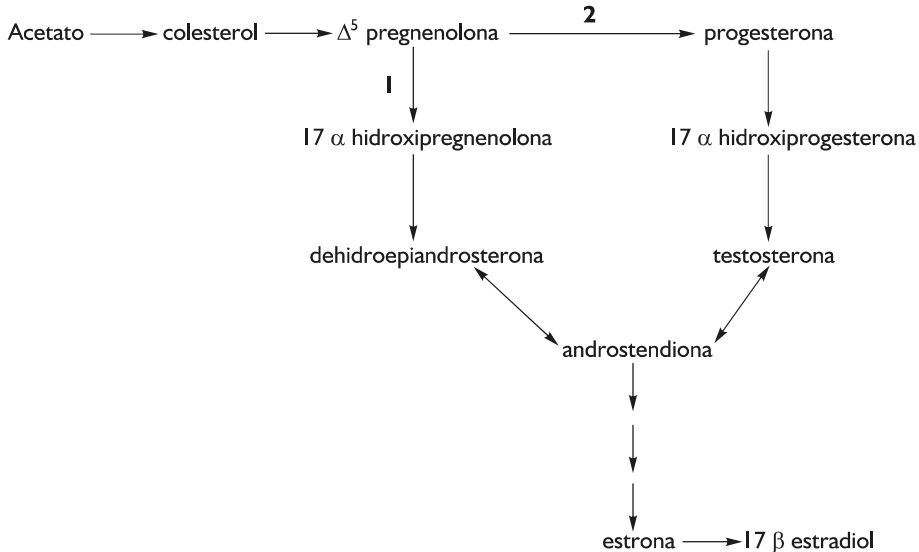 2
Acetato colesterol Δ⁵ pregnenolona progesterona
1
17 α hidroxipregnenolona 17 α hidroxiprogesterona
dehidroepiandrosterona testosterona
androstendiona
estrona 17 β estradiol